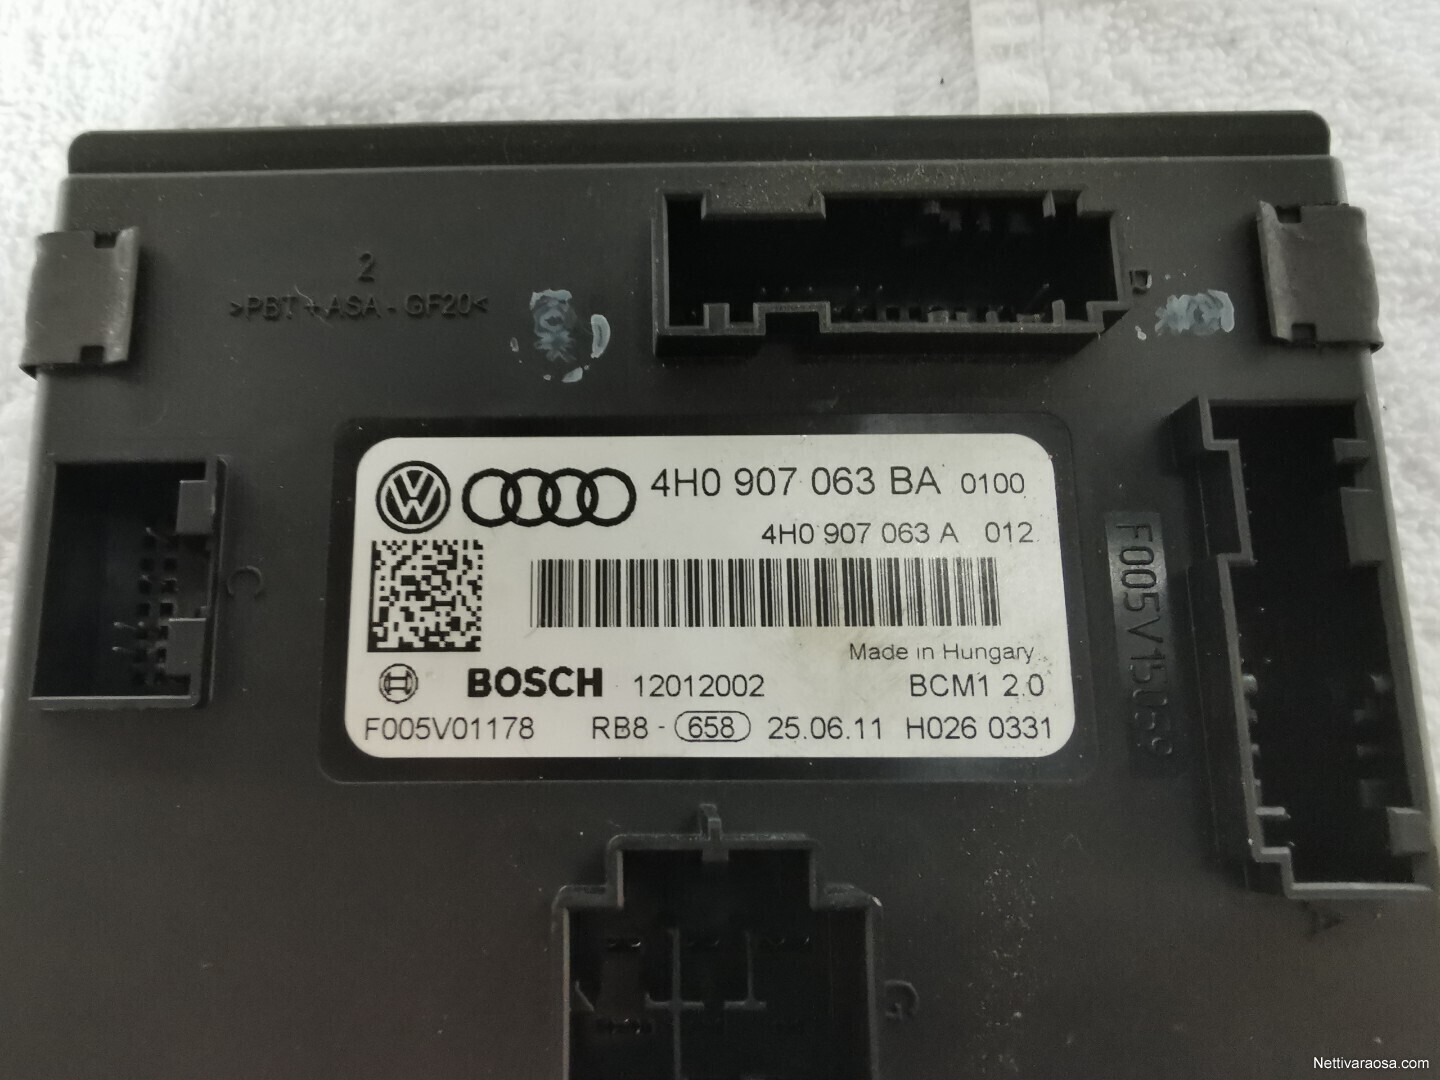 2
>PBT + ASA - GF20<
B
4H0 907 063 BA 0100
4H0 907 063 A 012
C
F005V15069
Made in Hungary
BOSCH 12012002 BCM1 2.0
F005V01178 RB8 - 658 25.06.11 H026 0331
A
G
Nettivaraosa.com